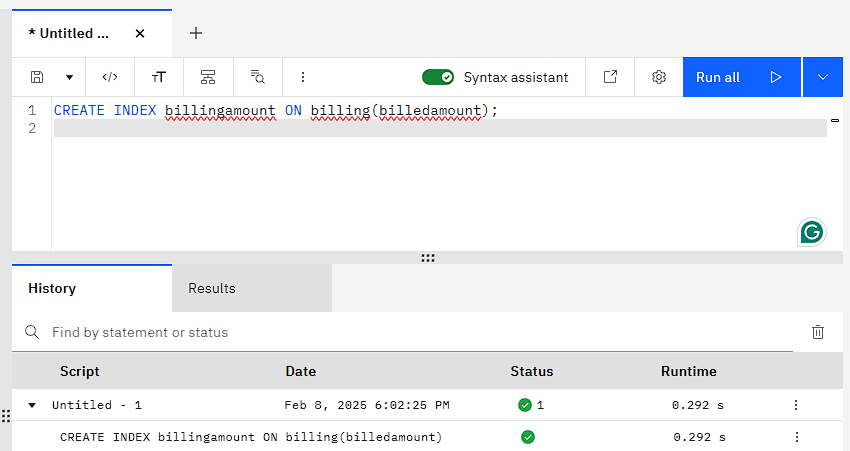 * Untitled ... ×
Syntax assistant
Run all
1 CREATE INDEX billingamount ON billing(billedamount);
2
History Results
Find by statement or status
Script Date Status Runtime
Untitled - 1 Feb 8, 2025 6:02:25 PM 1 0.292 s
CREATE INDEX billingamount ON billing(billedamount) 0.292 s